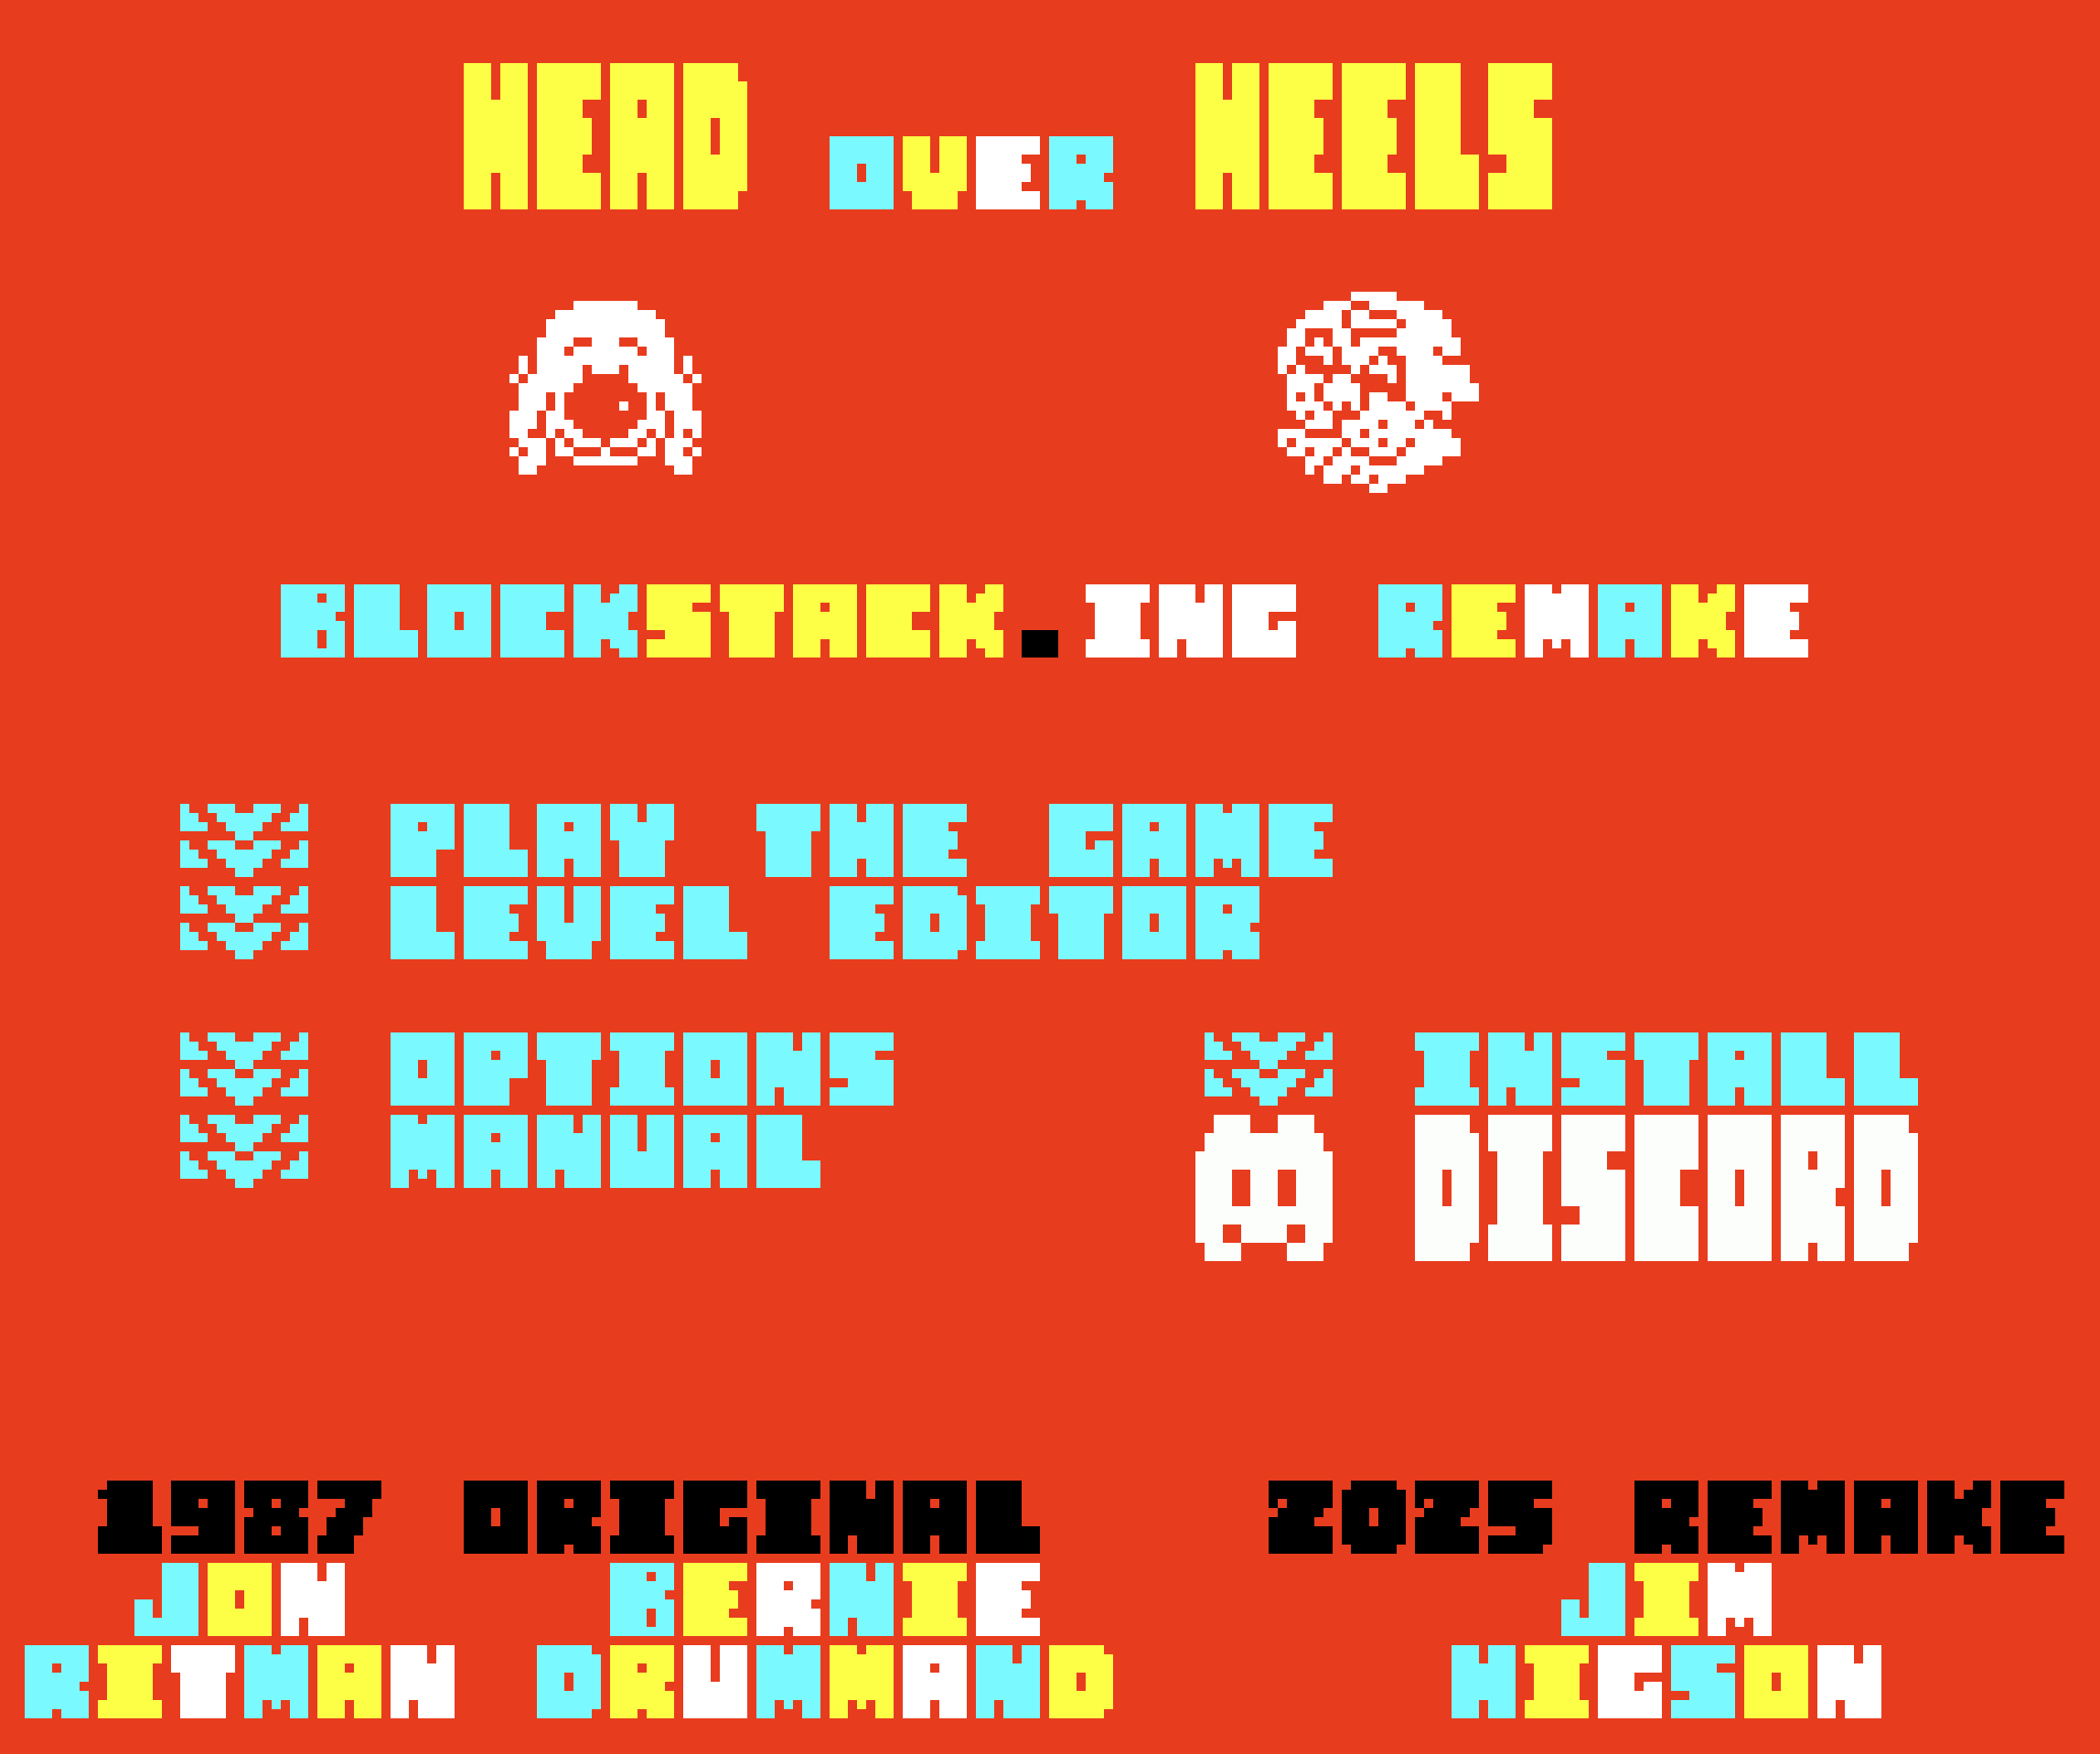 HEAD OVER HEELS
BLOCKSTACK.ING REMAKE
PLAY THE GAME
LEVEL EDITOR
OPTIONS
INSTALL
MANUAL
DISCORD
1987 ORIGINAL
2025 REMAKE
JON
BERNIE
JIM
RITMAN
DRUMMAND
HIGSON